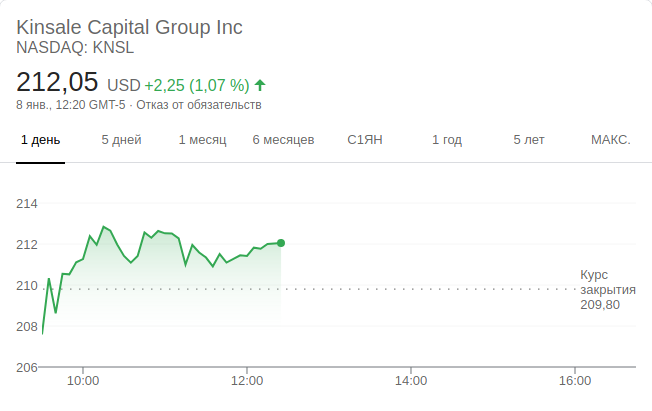 Kinsale Capital Group Inc
NASDAQ: KNSL
212,05 USD +2,25 (1,07 %)
8 янв., 12:20 GMT-5 · Отказ от обязательств
1 день 5 дней 1 месяц 6 месяцев С1ЯН 1 год 5 лет МАКС.
214
212
210
208
206
Курс
закрытия
209,80
10:00 12:00 14:00 16:00